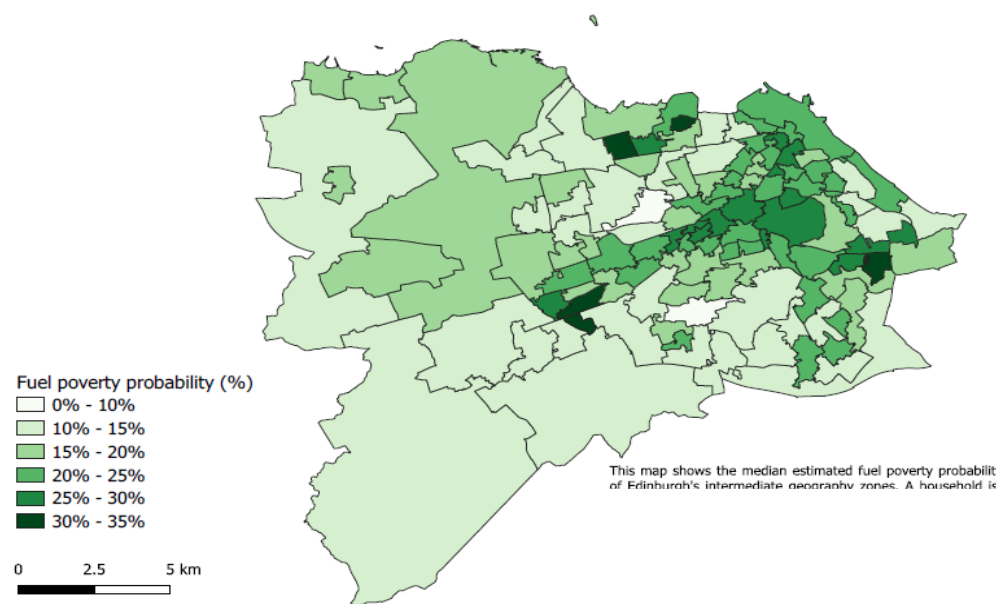 Fuel poverty probability (%)
0% - 10%
10% - 15%
15% - 20%
20% - 25%
25% - 30%
30% - 35%
0 2.5 5 km
This map shows the median estimated fuel poverty probabilit
of Edinburgh's intermediate geography zones. A household is